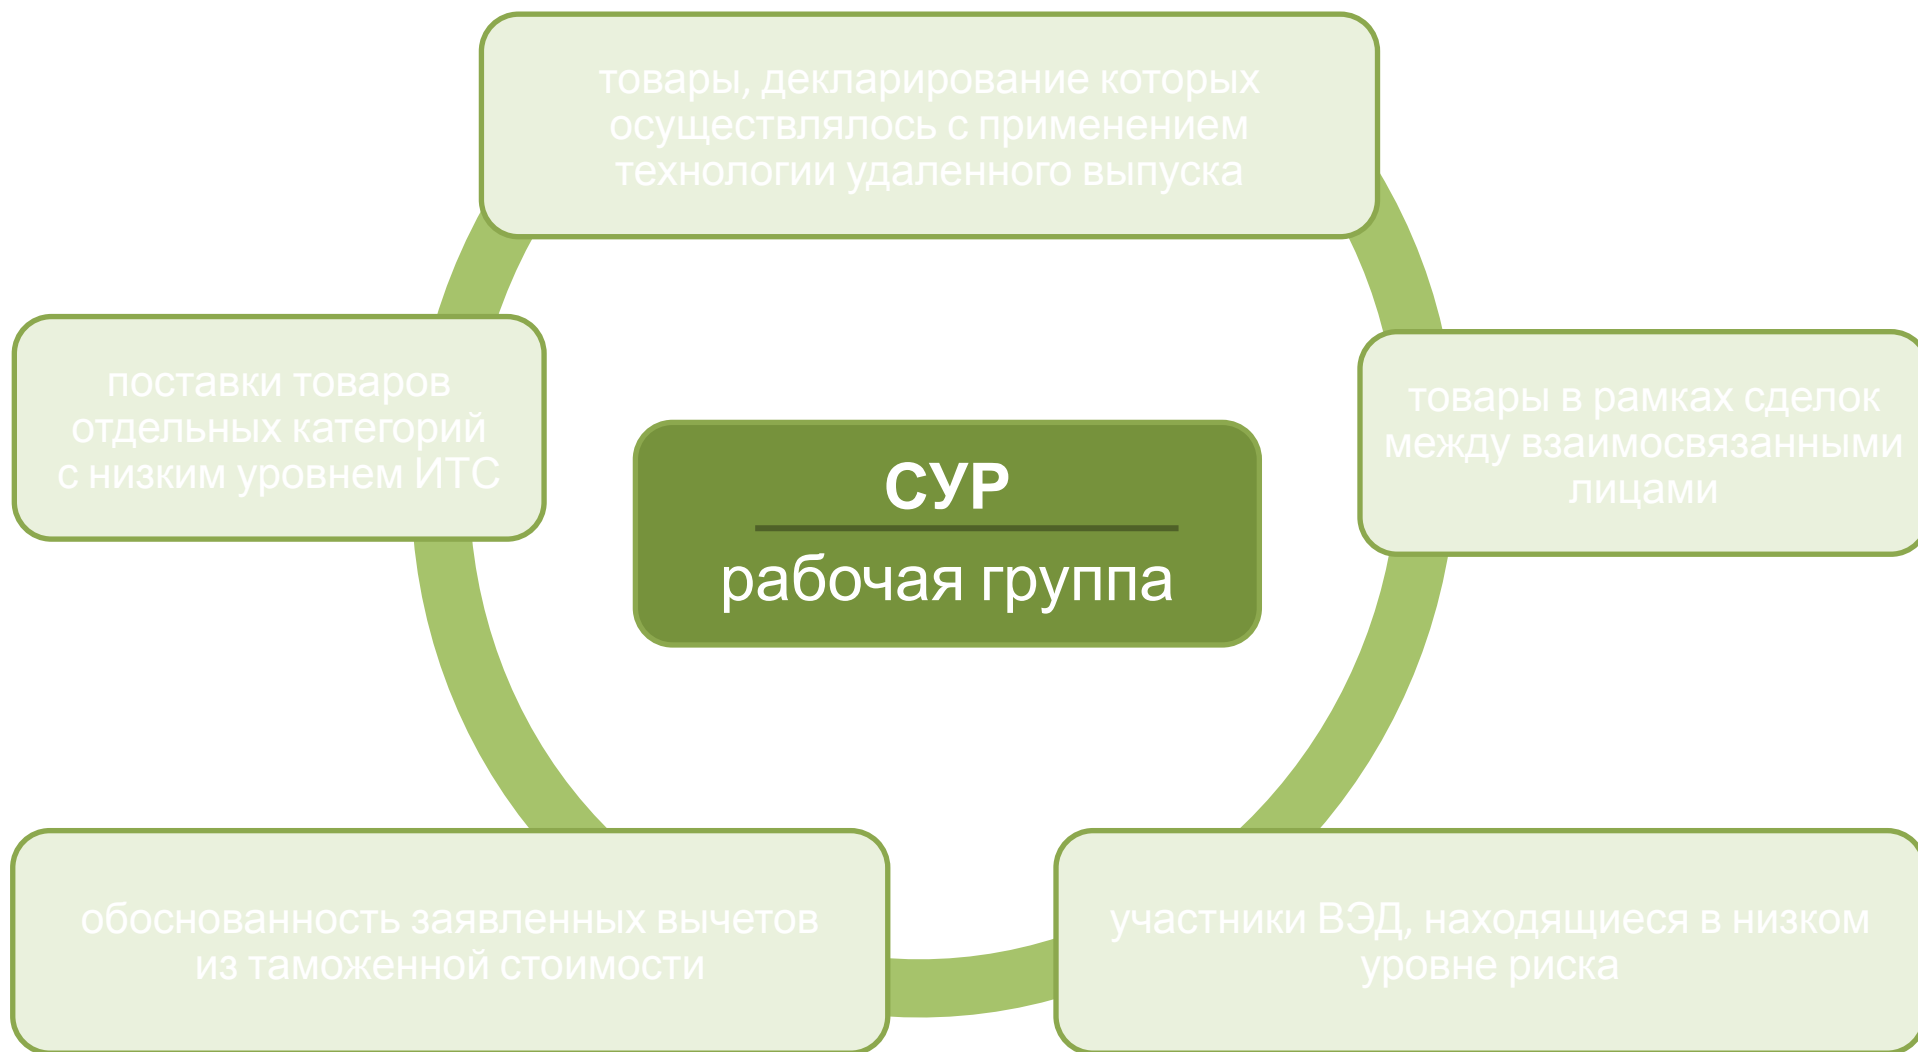 товары, декларирование которых
осуществлялось с применением
технологии удаленного выпуска
поставки товаров
отдельных категорий
с низким уровнем ИТС
товары в рамках сделок
между взаимосвязанными
лицами
СУР
рабочая группа
обоснованность заявленных вычетов
из таможенной стоимости
участники ВЭД, находящиеся в низком
уровне риска